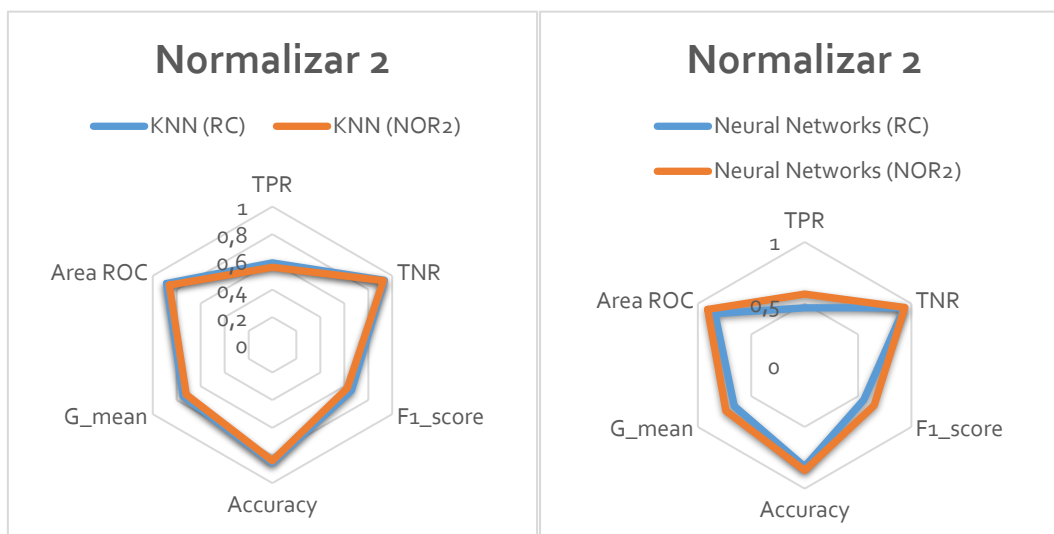 Normalizar 2
KNN (RC) KNN (NOR2)
TPR
1
0,8
0,6
0,4
0,2
0
TNR
F1_score
Accuracy
G_mean
Area ROC
Normalizar 2
Neural Networks (RC)
Neural Networks (NOR2)
TPR
1
0,5
0
TNR
F1_score
Accuracy
G_mean
Area ROC